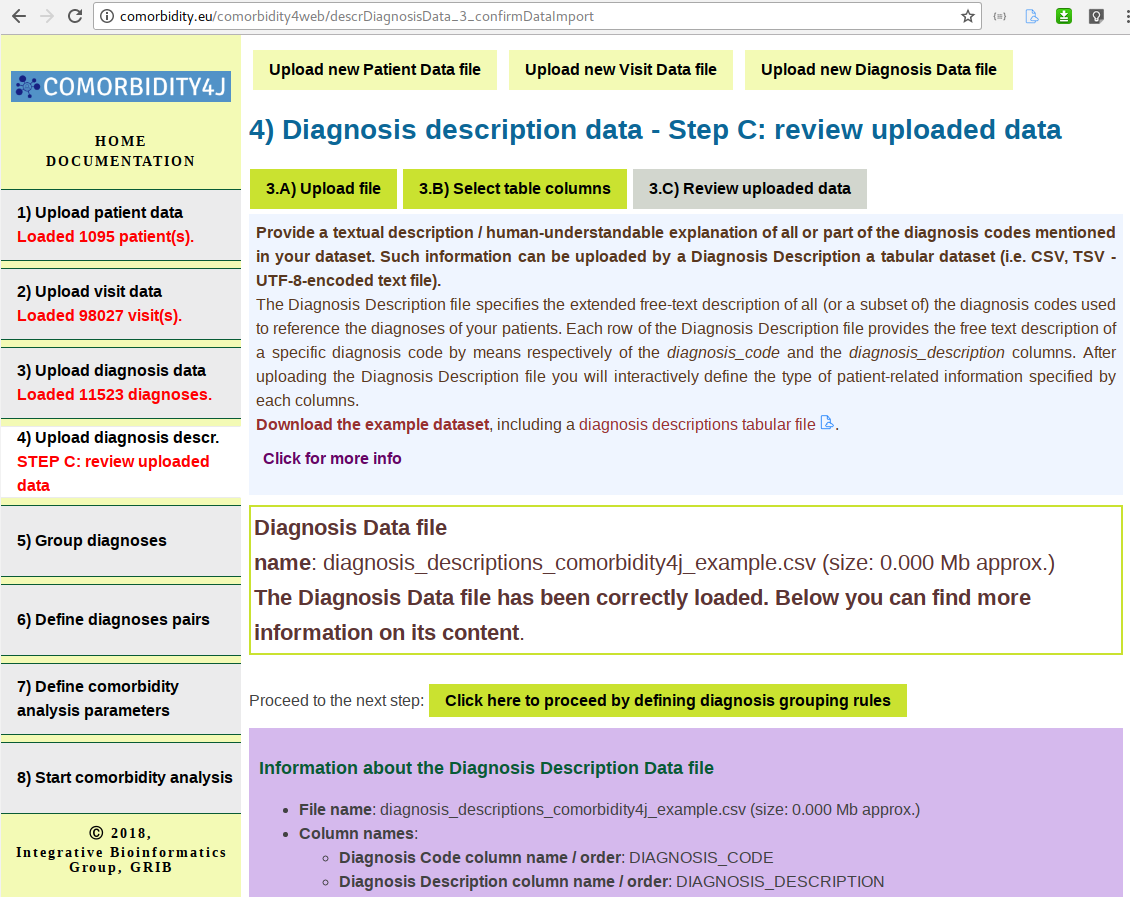 comorbidity.eu/comorbidity4web/descrDiagnosisData_3_confirmDataImport
COMORBIDITY4J
HOME
DOCUMENTATION
1) Upload patient data
Loaded 1095 patient(s).
2) Upload visit data
Loaded 98027 visit(s).
3) Upload diagnosis data
Loaded 11523 diagnoses.
4) Upload diagnosis descr.
STEP C: review uploaded
data
5) Group diagnoses
6) Define diagnoses pairs
7) Define comorbidity
analysis parameters
8) Start comorbidity analysis
© 2018,
Integrative Bioinformatics
Group, GRIB
Upload new Patient Data file Upload new Visit Data file Upload new Diagnosis Data file
4) Diagnosis description data - Step C: review uploaded data
3.A) Upload file 3.B) Select table columns 3.C) Review uploaded data
Provide a textual description / human-understandable explanation of all or part of the diagnosis codes mentioned
in your dataset. Such information can be uploaded by a Diagnosis Description a tabular dataset (i.e. CSV, TSV -
UTF-8-encoded text file).
The Diagnosis Description file specifies the extended free-text description of all (or a subset of) the diagnosis codes used
to reference the diagnoses of your patients. Each row of the Diagnosis Description file provides the free text description of
a specific diagnosis code by means respectively of the diagnosis_code and the diagnosis_description columns. After
uploading the Diagnosis Description file you will interactively define the type of patient-related information specified by
each columns.
Download the example dataset, including a diagnosis descriptions tabular file .
Click for more info
Diagnosis Data file
name: diagnosis_descriptions_comorbidity4j_example.csv (size: 0.000 Mb approx.)
The Diagnosis Data file has been correctly loaded. Below you can find more
information on its content.
Proceed to the next step: Click here to proceed by defining diagnosis grouping rules
Information about the Diagnosis Description Data file
• File name: diagnosis_descriptions_comorbidity4j_example.csv (size: 0.000 Mb approx.)
• Column names:
◦ Diagnosis Code column name / order: DIAGNOSIS_CODE
◦ Diagnosis Description column name / order: DIAGNOSIS_DESCRIPTION